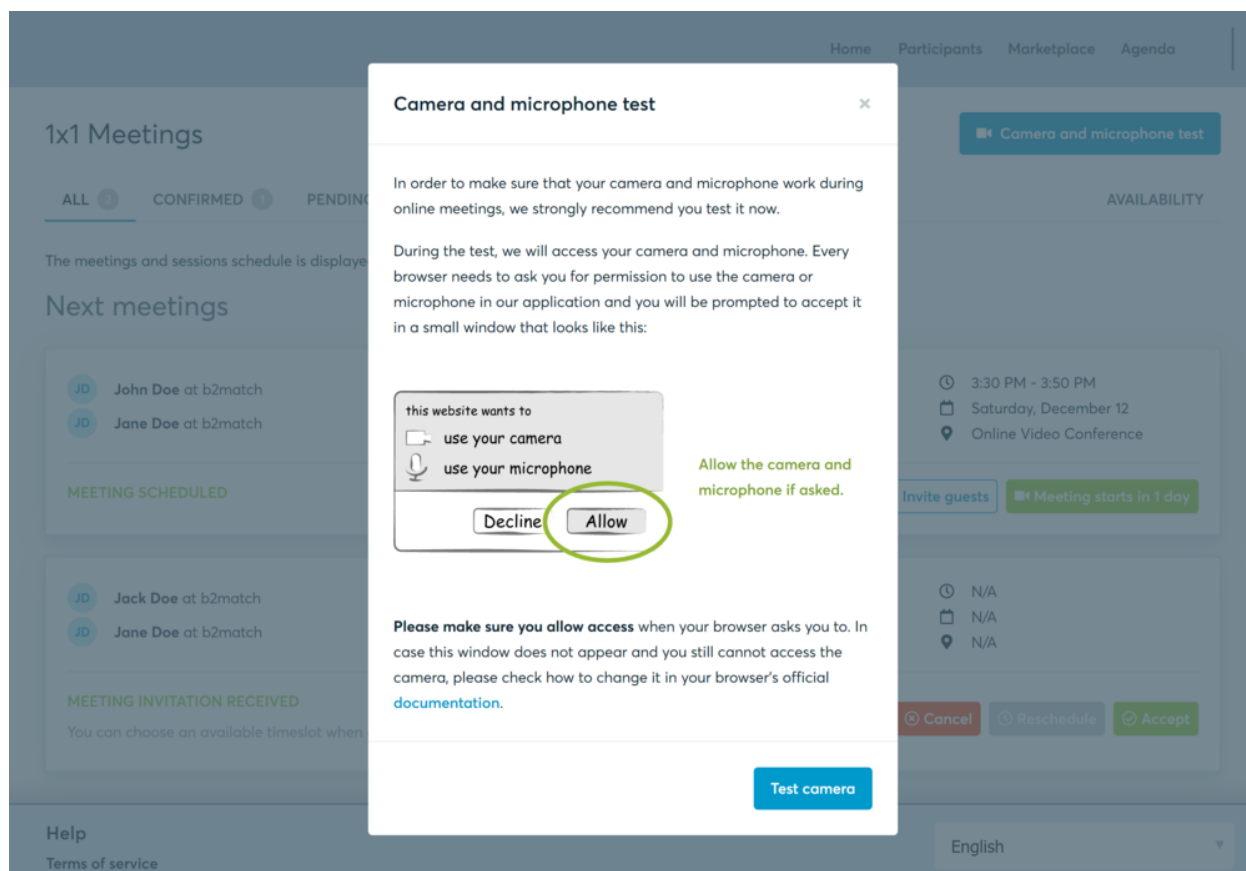 Home Participants Marketplace Agenda
1x1 Meetings
Camera and microphone test
ALL 2 CONFIRMED 1 PENDING
AVAILABILITY
The meetings and sessions schedule is displaye
Next meetings
JD John Doe at b2match
JD Jane Doe at b2match
3:30 PM - 3:50 PM
Saturday, December 12
Online Video Conference
MEETING SCHEDULED
Invite guests
Meeting starts in 1 day
JD Jack Doe at b2match
JD Jane Doe at b2match
N/A
N/A
N/A
MEETING INVITATION RECEIVED
You can choose an available timeslot when
Cancel
Reschedule
Accept
Camera and microphone test ×
In order to make sure that your camera and microphone work during
online meetings, we strongly recommend you test it now.
During the test, we will access your camera and microphone. Every
browser needs to ask you for permission to use the camera or
microphone in our application and you will be prompted to accept it
in a small window that looks like this:
this website wants to
use your camera
use your microphone
Decline Allow
Allow the camera and
microphone if asked.
Please make sure you allow access when your browser asks you to. In
case this window does not appear and you still cannot access the
camera, please check how to change it in your browser's official
documentation.
Test camera
Help
Terms of service
English